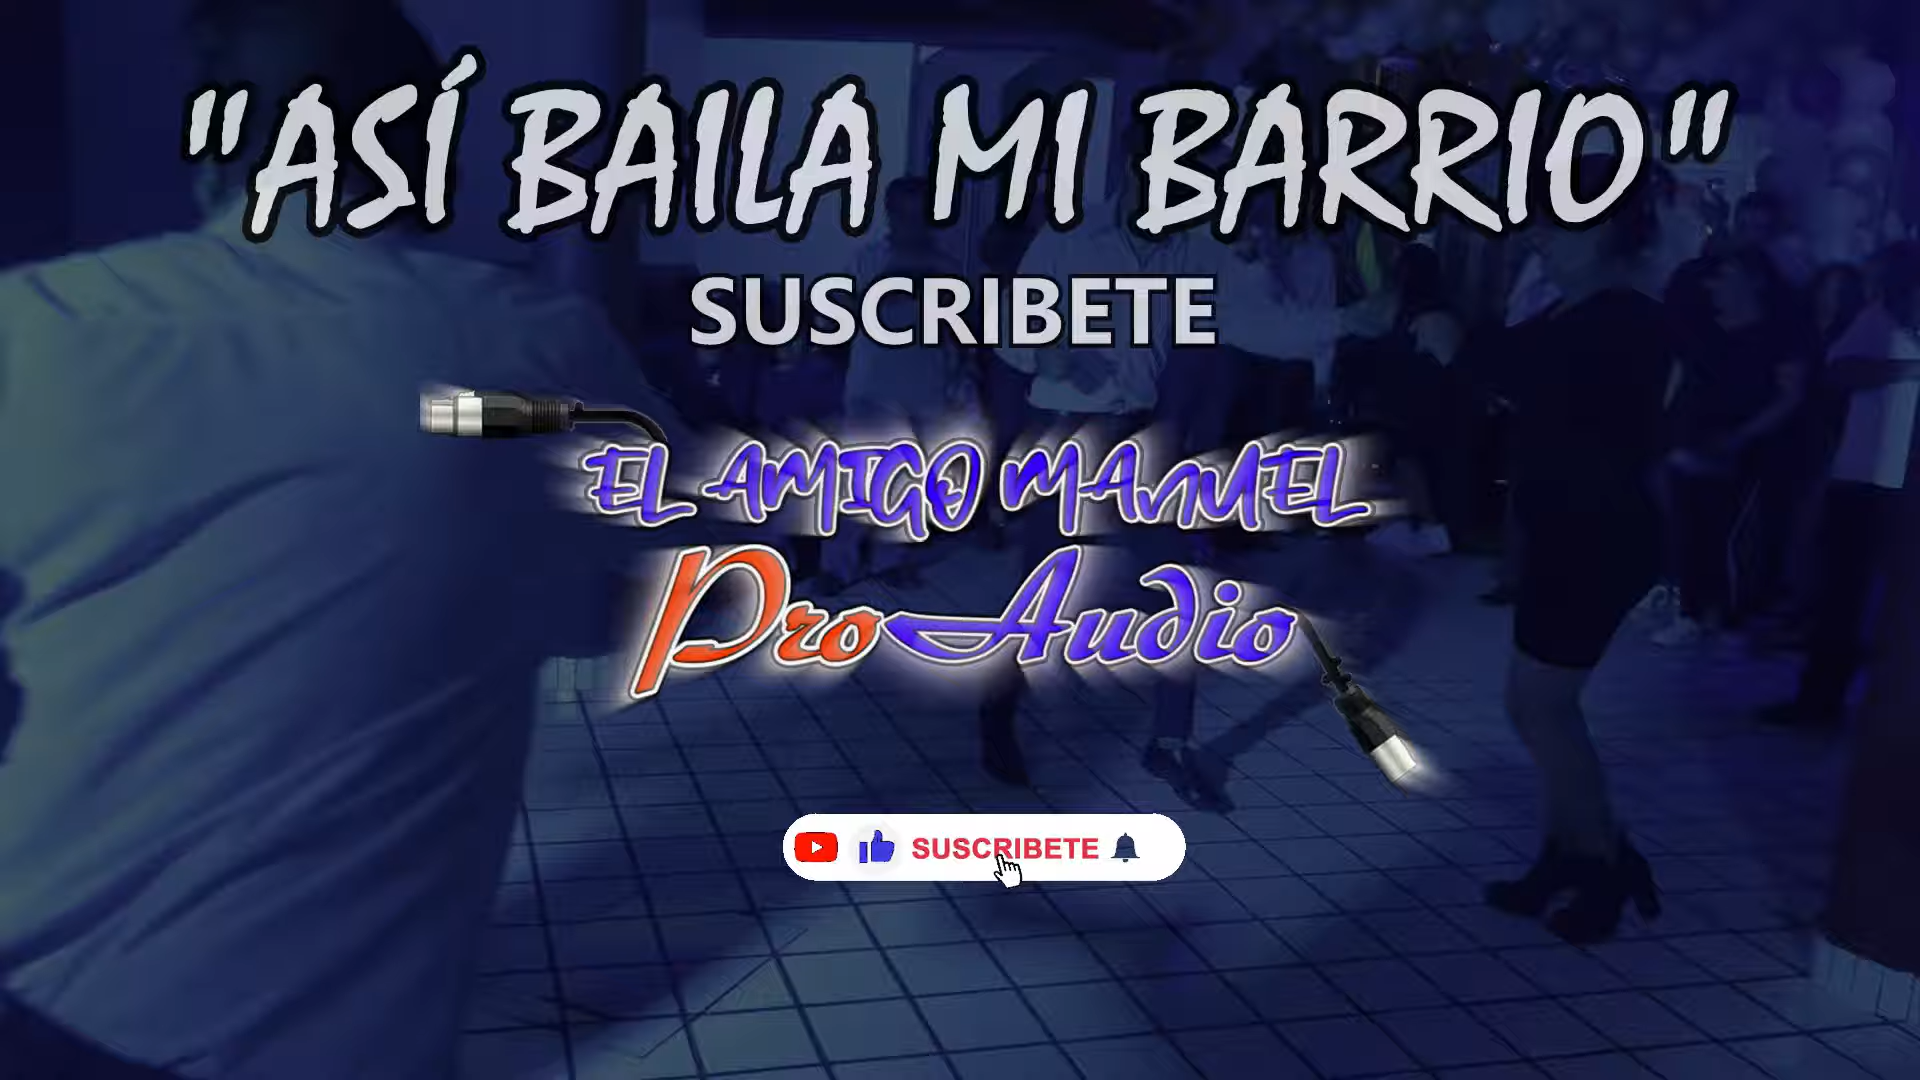 "ASÍ BAILA MI BARRIO"
SUSCRIBETE
EL AMIGO MANUEL
Pro Audio
SUSCRIBETE